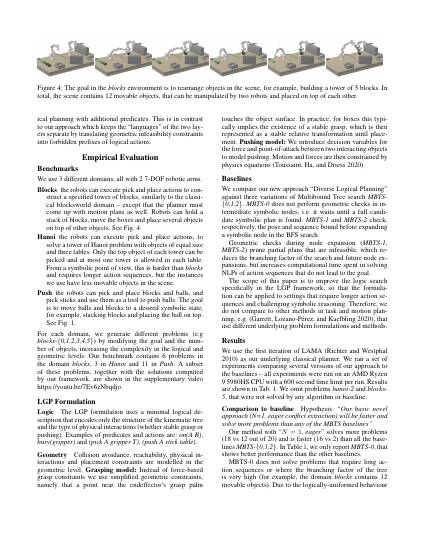 Figure 4: The goal in the blocks environment is to rearrange objects in the scene, for example, building a tower of 5 blocks. In
total, the scene contains 12 movable objects, that can be manipulated by two robots and placed on top of each other.
ical planning with additional predicates. This is in contrast
to our approach which keeps the "languages" of the two lay-
ers separate by translating geometric infeasibility constraints
into forbidden prefixes of logical actions.
Empirical Evaluation
Benchmarks
We use 3 different domains, all with 2 7-DOF robotic arms.
Blocks the robots can execute pick and place actions to con-
struct a specified tower of blocks, similarly to the classi-
cal blocksworld domain – except that the planner must
come up with motion plans as well. Robots can hold a
stack of blocks, move the boxes and place several objects
on top of other objects. See Fig. 4.
Hanoi the robots can execute pick and place actions, to
solve a tower of Hanoi problem with objects of equal size
and three tables. Only the top object of each tower can be
picked and at most one tower is allowed in each table.
From a symbolic point of view, this is harder than blocks
and requires longer action sequences, but the instances
we use have less movable objects in the scene.
Push the robots can execute pick and place balls, and
pick sticks and use them as a tool to push balls. The goal
is to move balls and blocks to a desired symbolic state,
for example, stacking blocks and placing the ball on top.
See Fig. 1.
For each domain, we generate different problems (e.g
blocks-{0,1,2,3,4,5}) by modifying the goal and the num-
ber of objects, increasing the complexity in the logical and
geometric levels. Our benchmark contains 6 problems in
the domain blocks, 3 in Hanoi and 11 in Push. A subset
of these problems, together with the solutions computed
by our framework, are shown in the supplementary video
LGP Formulation
Logic The LGP formulation uses a minimal logical de-
scription that encodes only the structure of the kinematic tree
and the type of physical interactions (whether stable grasp or
pushing). Examples of predicates and actions are: on(A B),
busy(gripper) and (pick A gripper T), (push A stick table).
Geometry Collision avoidance, reachability, physical in-
teractions and placement constraints are modelled in the
geometric level. Grasping model: Instead of force-based
grasp constraints we use simplified geometric constraints,
namely that a point near the endeffector's grasp palm
touches the object surface. In practice, for boxes this typi-
cally implies the existence of a stable grasp, which is then
represented as a stable relative transformation until place-
ment. Pushing model: We introduce decision variables for
the force and point-of-attack between two interacting objects
to model pushing. Motion and forces are then constrained by
physics equations (Toussaint, Ha, and Driess 2020).
Baselines
We compare our new approach "Diverse Logical Planning"
against three variations of Multibound Tree search MBTS-
{0,1,2}. MBTS-0 does not perform geometric checks in in-
termediate symbolic nodes, i.e. it waits until a full candi-
date symbolic plan is found. MBTS-1 and MBTS-2 check,
respectively, the pose and sequence bound before expanding
a symbolic node in the BFS search.
Geometric checks during node expansion (MBTS-1,
MBTS-2) prune partial plans that are infeasible, which re-
duces the branching factor of the search and future node ex-
pansions, but increases computational time spent in solving
NLPs of action sequences that do not lead to the goal.
The scope of this paper is to improve the logic search
specifically in the LGP framework, so that the formula-
tion can be applied to settings that require longer action se-
quences and challenging symbolic reasoning. Therefore, we
do not compare to other methods in task and motion plan-
ning, e.g. (Garrett, Lozano-Pérez, and Kaelbling 2020), that
use different underlying problem formulations and methods.
Results
We use the first iteration of LAMA (Richter and Westphal
2010) as our underlying classical planner. We run a set of
experiments comparing several versions of our approach to
the baselines – all experiments were run on an AMD Ryzen
9 5980HS CPU with a 600 second time limit per run. Results
are shown in Tab. 1. We omit problems hanoi-2 and blocks-
5, that were not solved by any algorithm or baseline.
Comparison to baseline Hypothesis: "Our basic novel
approach (N=1, eager conflict extraction) will be faster and
solve more problems than any of the MBTS baselines".
Our method with "N = 1, eager" solves more problems
(18 vs 12 out of 20) and is faster (16 vs 2) than all the base-
lines MBTS-{0,1,2}. In Table 1, we only report MBTS-0, that
shows better performance than the other baselines.
MBTS-0 does not solve problems that require long ac-
tion sequences or where the branching factor of the tree
is very high (for example, the domain blocks contains 12
movable objects). Due to the logically-uniformed behaviour